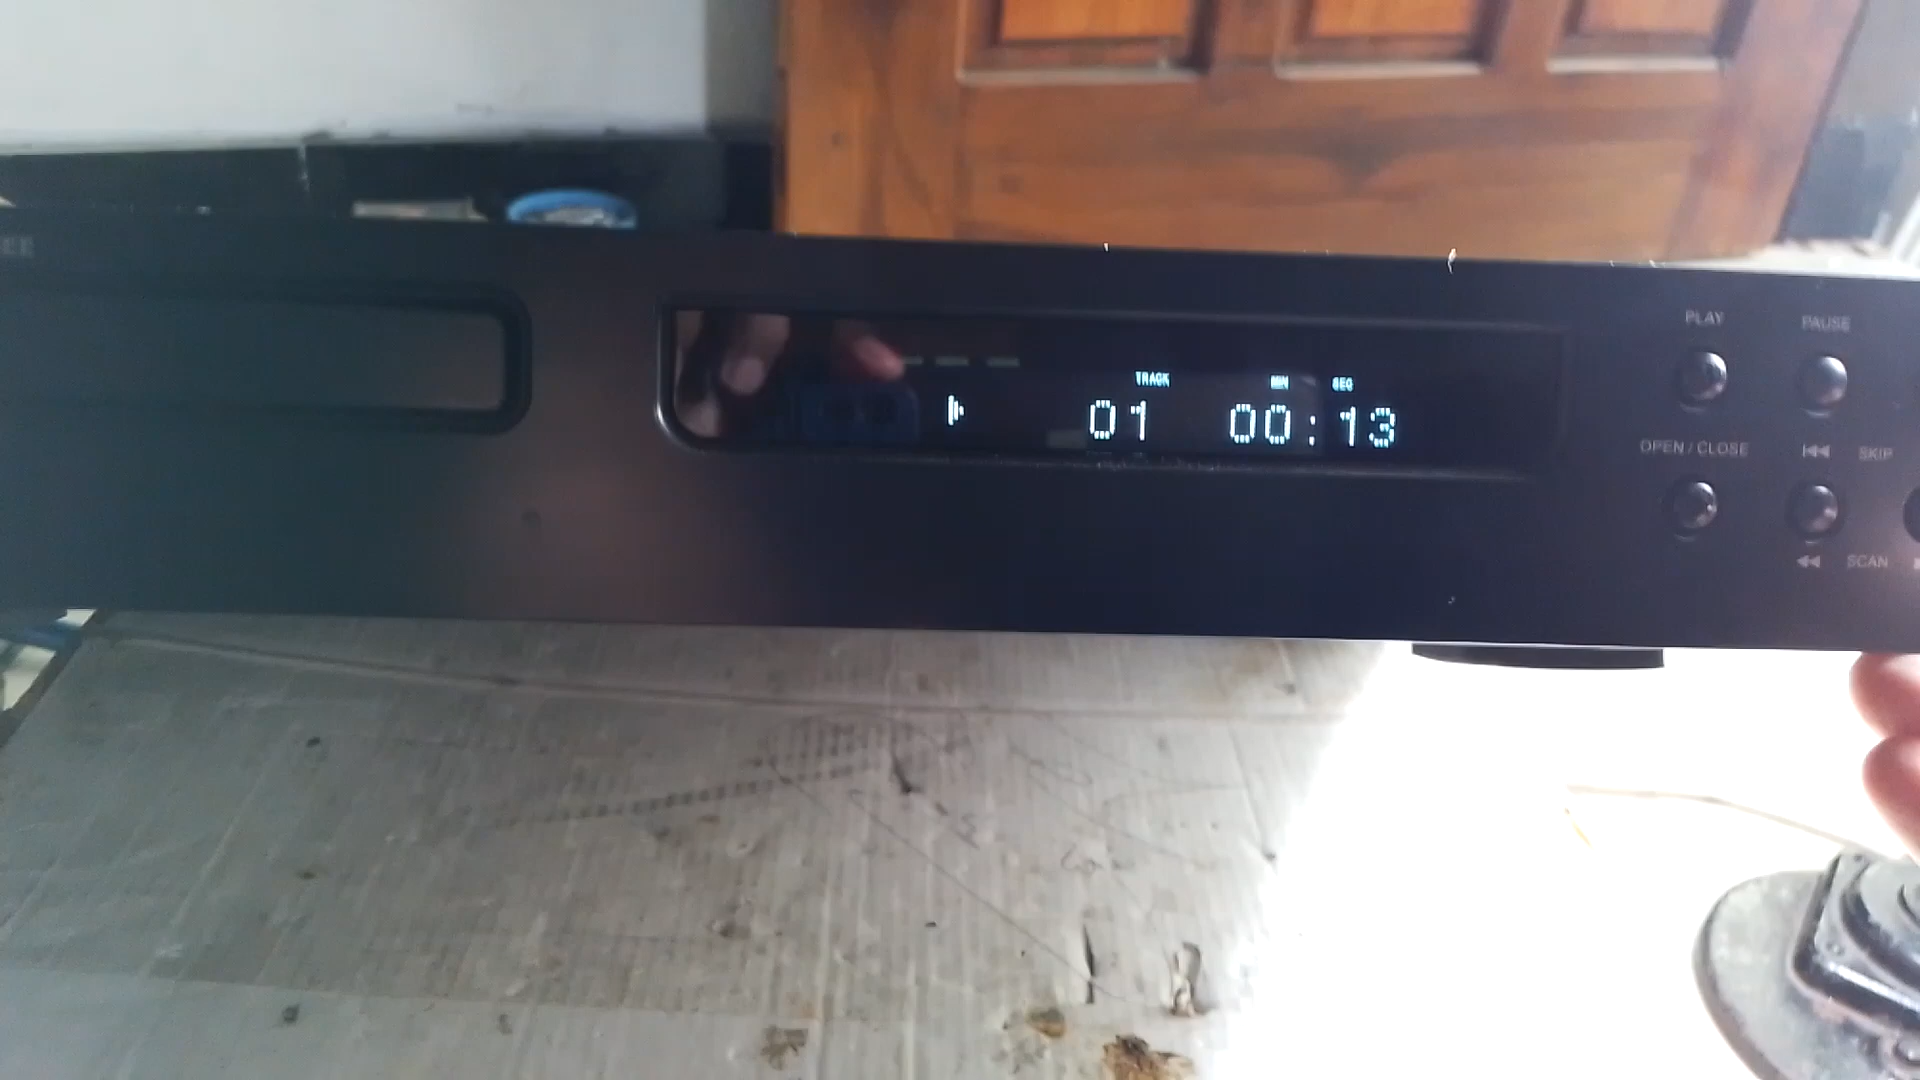 PLAY PAUSE
TRACK MIN SEC
01 00:13
OPEN / CLOSE SKIP
SCAN